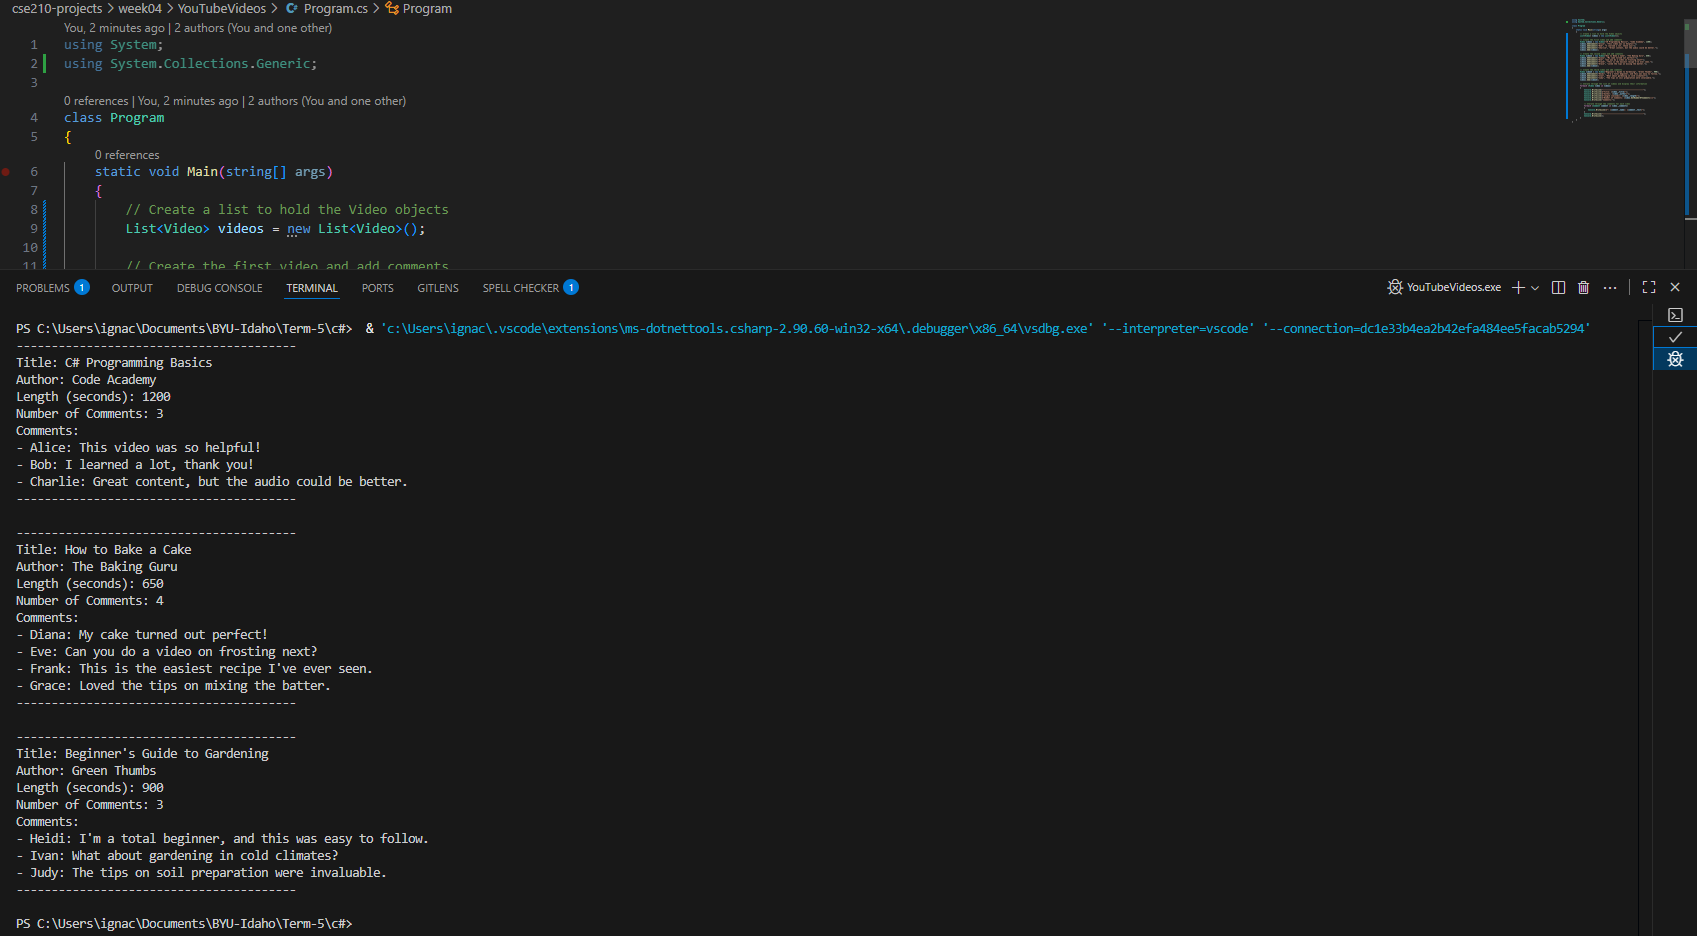 cse210-projects > week04 > YouTubeVideos > Program.cs > Program
You, 2 minutes ago | 2 authors (You and one other)
1 using System;
2 using System.Collections.Generic;
3
0 references | You, 2 minutes ago | 2 authors (You and one other)
4 class Program
5 {
0 references
6 static void Main(string[] args)
7 {
8 // Create a list to hold the Video objects
9 List<Video> videos = new List<Video>();
10
11 // Create the first video and add comments
PROBLEMS 1 OUTPUT DEBUG CONSOLE TERMINAL PORTS GITLENS SPELL CHECKER 1 YouTubeVideos.exe
PS C:\Users\ignac\Documents\BYU-Idaho\Term-5\c#>  & 'c:\Users\ignac\.vscode\extensions\ms-dotnettools.csharp-2.90.60-win32-x64\.debugger\x86_64\vsdbg.exe' '--interpreter=vscode' '--connection=dc1e33b4ea2b42efa484ee5facab5294'
----------------------------------------
Title: C# Programming Basics
Author: Code Academy
Length (seconds): 1200
Number of Comments: 3
Comments:
- Alice: This video was so helpful!
- Bob: I learned a lot, thank you!
- Charlie: Great content, but the audio could be better.
----------------------------------------
----------------------------------------
Title: How to Bake a Cake
Author: The Baking Guru
Length (seconds): 650
Number of Comments: 4
Comments:
- Diana: My cake turned out perfect!
- Eve: Can you do a video on frosting next?
- Frank: This is the easiest recipe I've ever seen.
- Grace: Loved the tips on mixing the batter.
----------------------------------------
----------------------------------------
Title: Beginner's Guide to Gardening
Author: Green Thumbs
Length (seconds): 900
Number of Comments: 3
Comments:
- Heidi: I'm a total beginner, and this was easy to follow.
- Ivan: What about gardening in cold climates?
- Judy: The tips on soil preparation were invaluable.
----------------------------------------
PS C:\Users\ignac\Documents\BYU-Idaho\Term-5\c#>